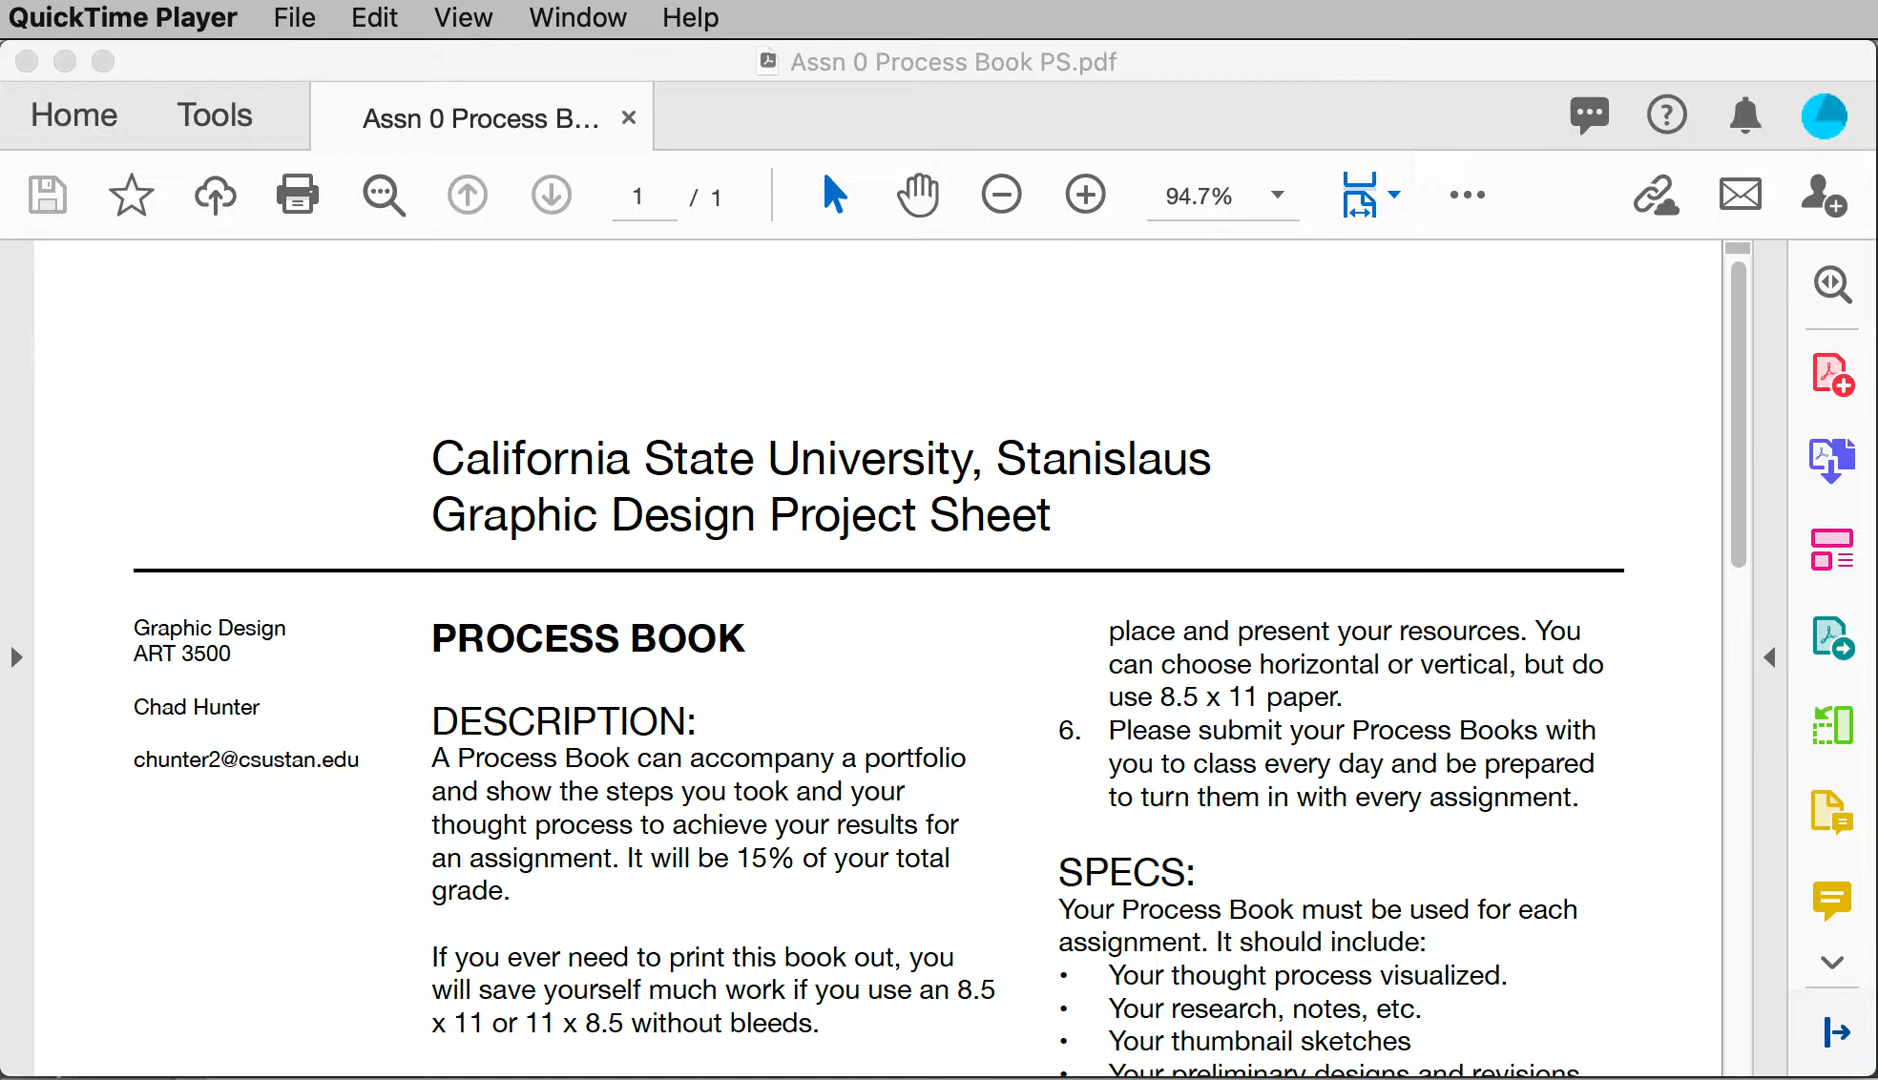 QuickTime Player File Edit View Window Help
Assn 0 Process Book PS.pdf
Home Tools Assn 0 Process B... ×
1 / 1 94.7%
California State University, Stanislaus
Graphic Design Project Sheet
Graphic Design
ART 3500
Chad Hunter
chunter2@csustan.edu
PROCESS BOOK
DESCRIPTION:
A Process Book can accompany a portfolio
and show the steps you took and your
thought process to achieve your results for
an assignment. It will be 15% of your total
grade.
If you ever need to print this book out, you
will save yourself much work if you use an 8.5
x 11 or 11 x 8.5 without bleeds.
place and present your resources. You
can choose horizontal or vertical, but do
use 8.5 x 11 paper.
6. Please submit your Process Books with
you to class every day and be prepared
to turn them in with every assignment.
SPECS:
Your Process Book must be used for each
assignment. It should include:
• Your thought process visualized.
• Your research, notes, etc.
• Your thumbnail sketches
• Your preliminary designs and revisions